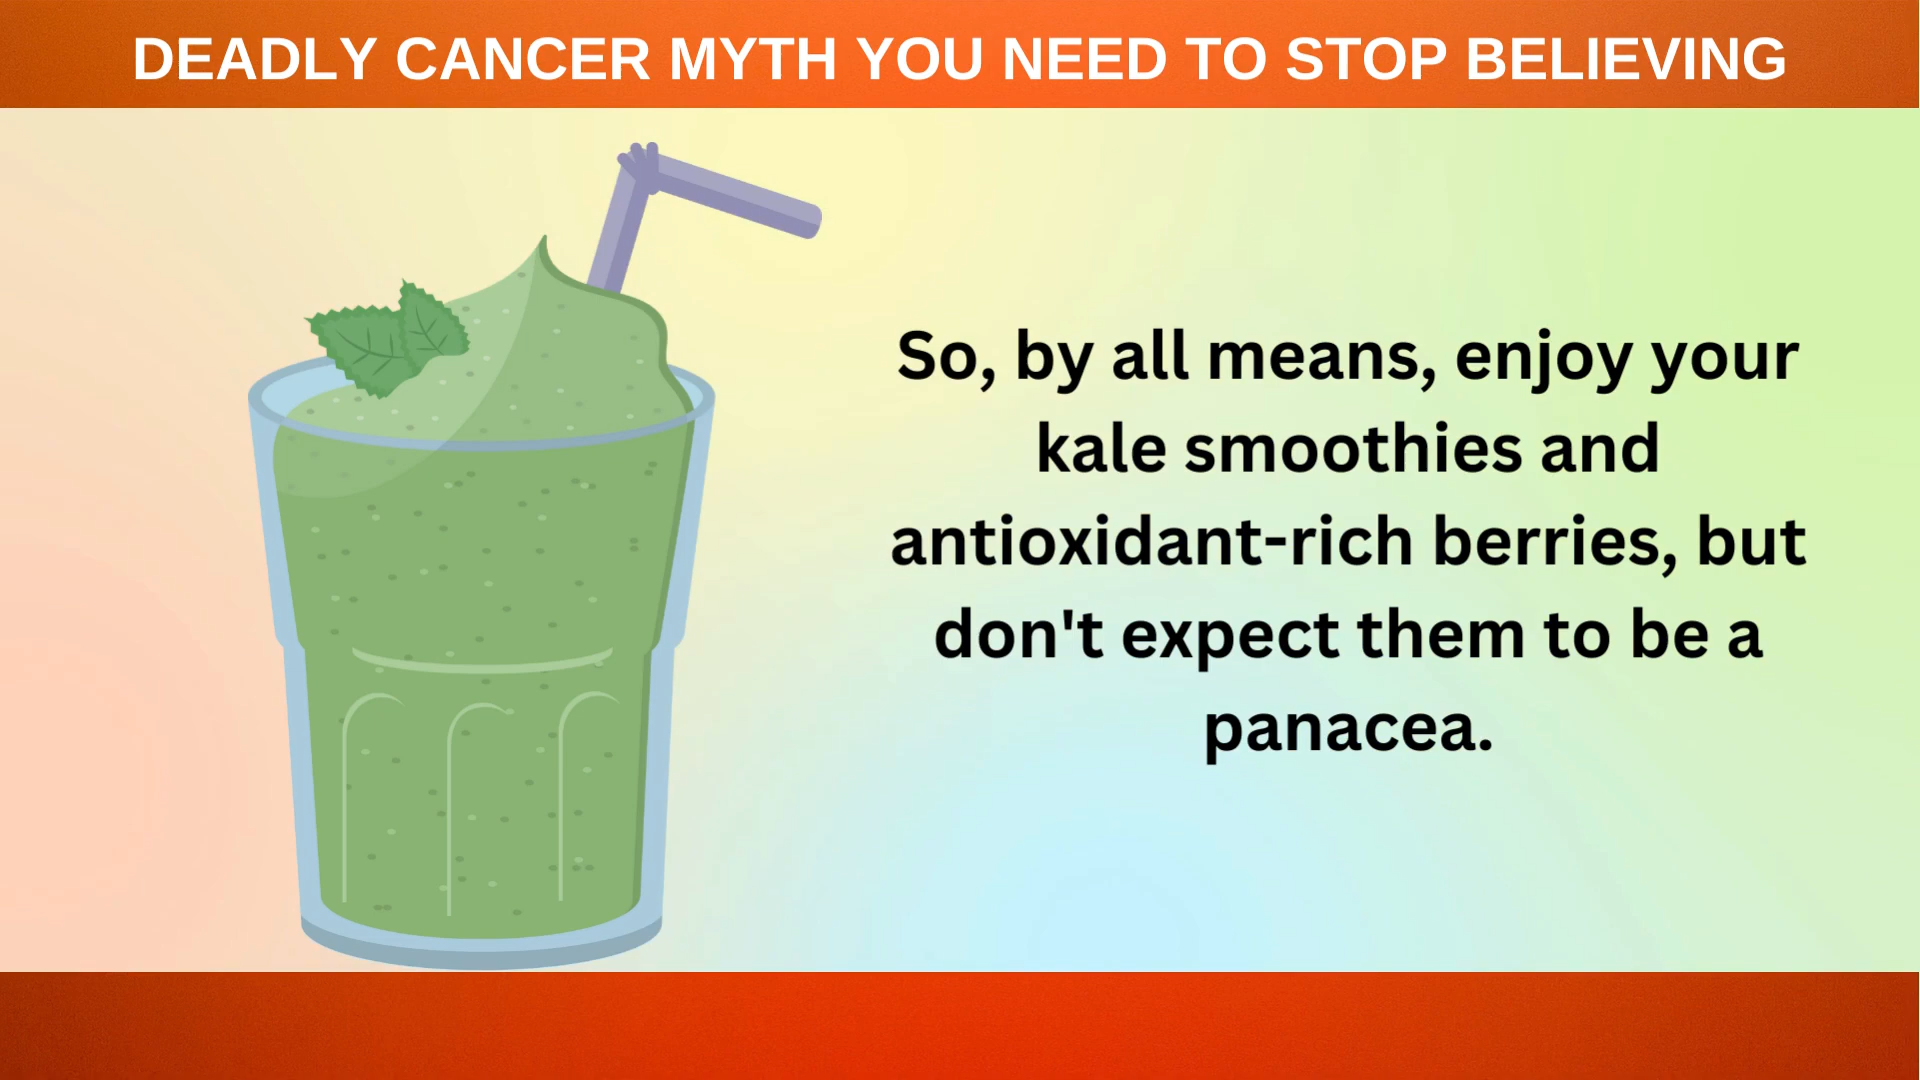 DEADLY CANCER MYTH YOU NEED TO STOP BELIEVING
So, by all means, enjoy your
kale smoothies and
antioxidant-rich berries, but
don't expect them to be a
panacea.